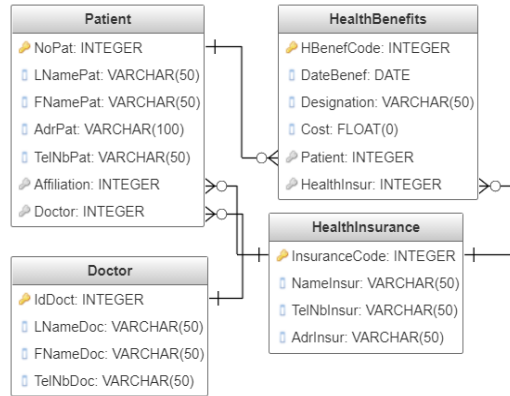 Patient
NoPat: INTEGER
LNamePat: VARCHAR(50)
FNamePat: VARCHAR(50)
AdrPat: VARCHAR(100)
TelNbPat: VARCHAR(50)
Affiliation: INTEGER
Doctor: INTEGER
HealthBenefits
HBenefCode: INTEGER
DateBenef: DATE
Designation: VARCHAR(50)
Cost: FLOAT(0)
Patient: INTEGER
HealthInsur: INTEGER
Doctor
IdDoct: INTEGER
LNameDoc: VARCHAR(50)
FNameDoc: VARCHAR(50)
TelNbDoc: VARCHAR(50)
HealthInsurance
InsuranceCode: INTEGER
NameInsur: VARCHAR(50)
TelNbInsur: VARCHAR(50)
AdrInsur: VARCHAR(50)